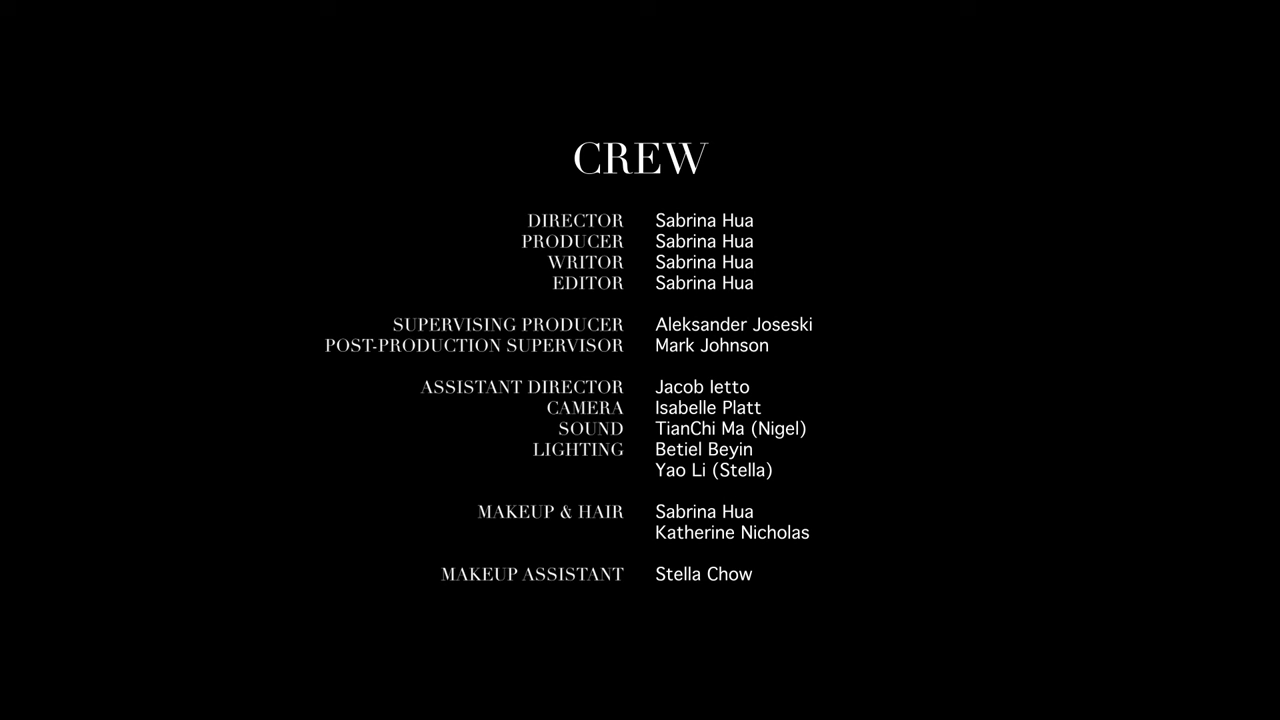 CREW
DIRECTOR Sabrina Hua
PRODUCER Sabrina Hua
WRITOR Sabrina Hua
EDITOR Sabrina Hua
SUPERVISING PRODUCER Aleksander Joseski
POST-PRODUCTION SUPERVISOR Mark Johnson
ASSISTANT DIRECTOR Jacob Ietto
CAMERA Isabelle Platt
SOUND TianChi Ma (Nigel)
LIGHTING Betiel Beyin
Yao Li (Stella)
MAKEUP & HAIR Sabrina Hua
Katherine Nicholas
MAKEUP ASSISTANT Stella Chow